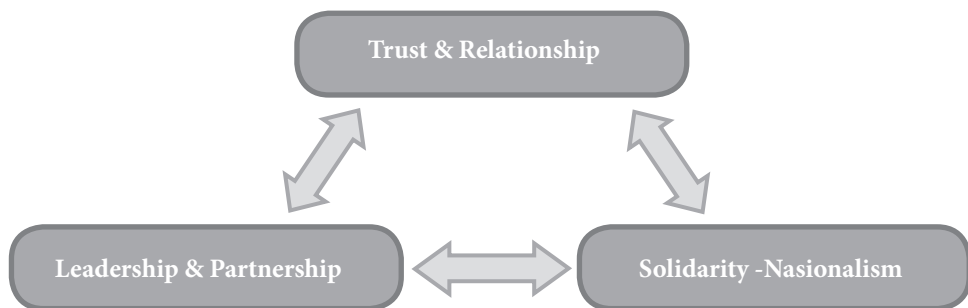 Trust & Relationship
Leadership & Partnership
Solidarity -Nasionalism